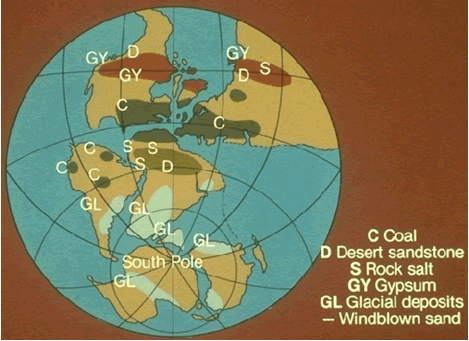 GY D GY S
GY D
C C
C S S
C S D
C
GL GL
GL GL
South Pole
GL
C Coal
D Desert sandstone
S Rock salt
GY Gypsum
GL Glacial deposits
– Windblown sand